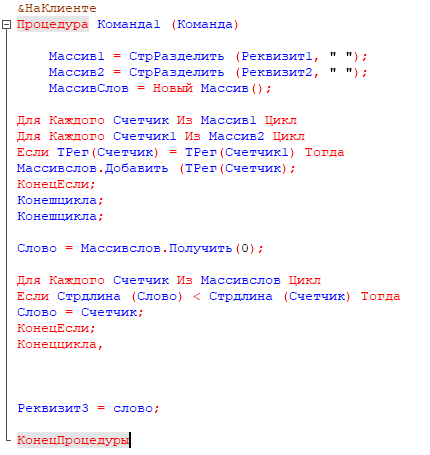 &НаКлиенте
Процедура Команда1 (Команда)
Массив1 = СтрРазделить (Реквизит1, " ");
Массив2 = СтрРазделить (Реквизит2, " ");
МассивСлов = Новый Массив();
Для Каждого Счетчик Из Массив1 Цикл
Для Каждого Счетчик1 Из Массив2 Цикл
Если ТРег(Счетчик) = ТРег(Счетчик1) Тогда
Массивслов.Добавить (ТРег(Счетчик);
КонецЕсли;
Конешцикла;
Конешцикла;
Слово = Массивслов.Получить(0);
Для Каждого Счетчик Из Массивслов Цикл
Если Стрдлина (Слово) < Стрдлина (Счетчик) Тогда
Слово = Счетчик;
КонецЕсли;
Конеццикла,
Реквизит3 = слово;
КонецПроцедуры